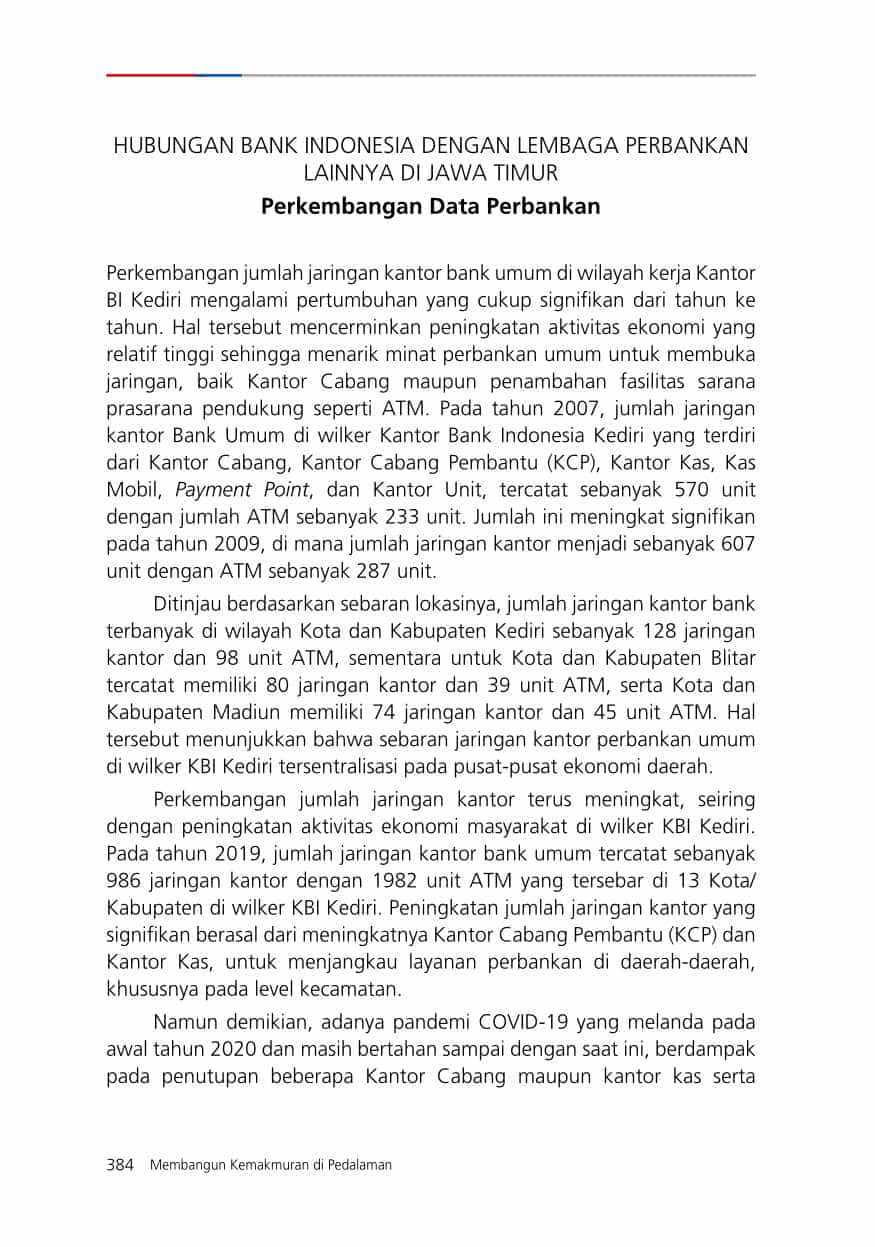 HUBUNGAN BANK INDONESIA DENGAN LEMBAGA PERBANKAN
LAINNYA DI JAWA TIMUR
Perkembangan Data Perbankan
Perkembangan jumlah jaringan kantor bank umum di wilayah kerja Kantor
BI Kediri mengalami pertumbuhan yang cukup signifikan dari tahun ke
tahun. Hal tersebut mencerminkan peningkatan aktivitas ekonomi yang
relatif tinggi sehingga menarik minat perbankan umum untuk membuka
jaringan, baik Kantor Cabang maupun penambahan fasilitas sarana
prasarana pendukung seperti ATM. Pada tahun 2007, jumlah jaringan
kantor Bank Umum di wilker Kantor Bank Indonesia Kediri yang terdiri
dari Kantor Cabang, Kantor Cabang Pembantu (KCP), Kantor Kas, Kas
Mobil, Payment Point, dan Kantor Unit, tercatat sebanyak 570 unit
dengan jumlah ATM sebanyak 233 unit. Jumlah ini meningkat signifikan
pada tahun 2009, di mana jumlah jaringan kantor menjadi sebanyak 607
unit dengan ATM sebanyak 287 unit.
Ditinjau berdasarkan sebaran lokasinya, jumlah jaringan kantor bank
terbanyak di wilayah Kota dan Kabupaten Kediri sebanyak 128 jaringan
kantor dan 98 unit ATM, sementara untuk Kota dan Kabupaten Blitar
tercatat memiliki 80 jaringan kantor dan 39 unit ATM, serta Kota dan
Kabupaten Madiun memiliki 74 jaringan kantor dan 45 unit ATM. Hal
tersebut menunjukkan bahwa sebaran jaringan kantor perbankan umum
di wilker KBI Kediri tersentralisasi pada pusat-pusat ekonomi daerah.
Perkembangan jumlah jaringan kantor terus meningkat, seiring
dengan peningkatan aktivitas ekonomi masyarakat di wilker KBI Kediri.
Pada tahun 2019, jumlah jaringan kantor bank umum tercatat sebanyak
986 jaringan kantor dengan 1982 unit ATM yang tersebar di 13 Kota/
Kabupaten di wilker KBI Kediri. Peningkatan jumlah jaringan kantor yang
signifikan berasal dari meningkatnya Kantor Cabang Pembantu (KCP) dan
Kantor Kas, untuk menjangkau layanan perbankan di daerah-daerah,
khususnya pada level kecamatan.
Namun demikian, adanya pandemi COVID-19 yang melanda pada
awal tahun 2020 dan masih bertahan sampai dengan saat ini, berdampak
pada penutupan beberapa Kantor Cabang maupun kantor kas serta
384 Membangun Kemakmuran di Pedalaman